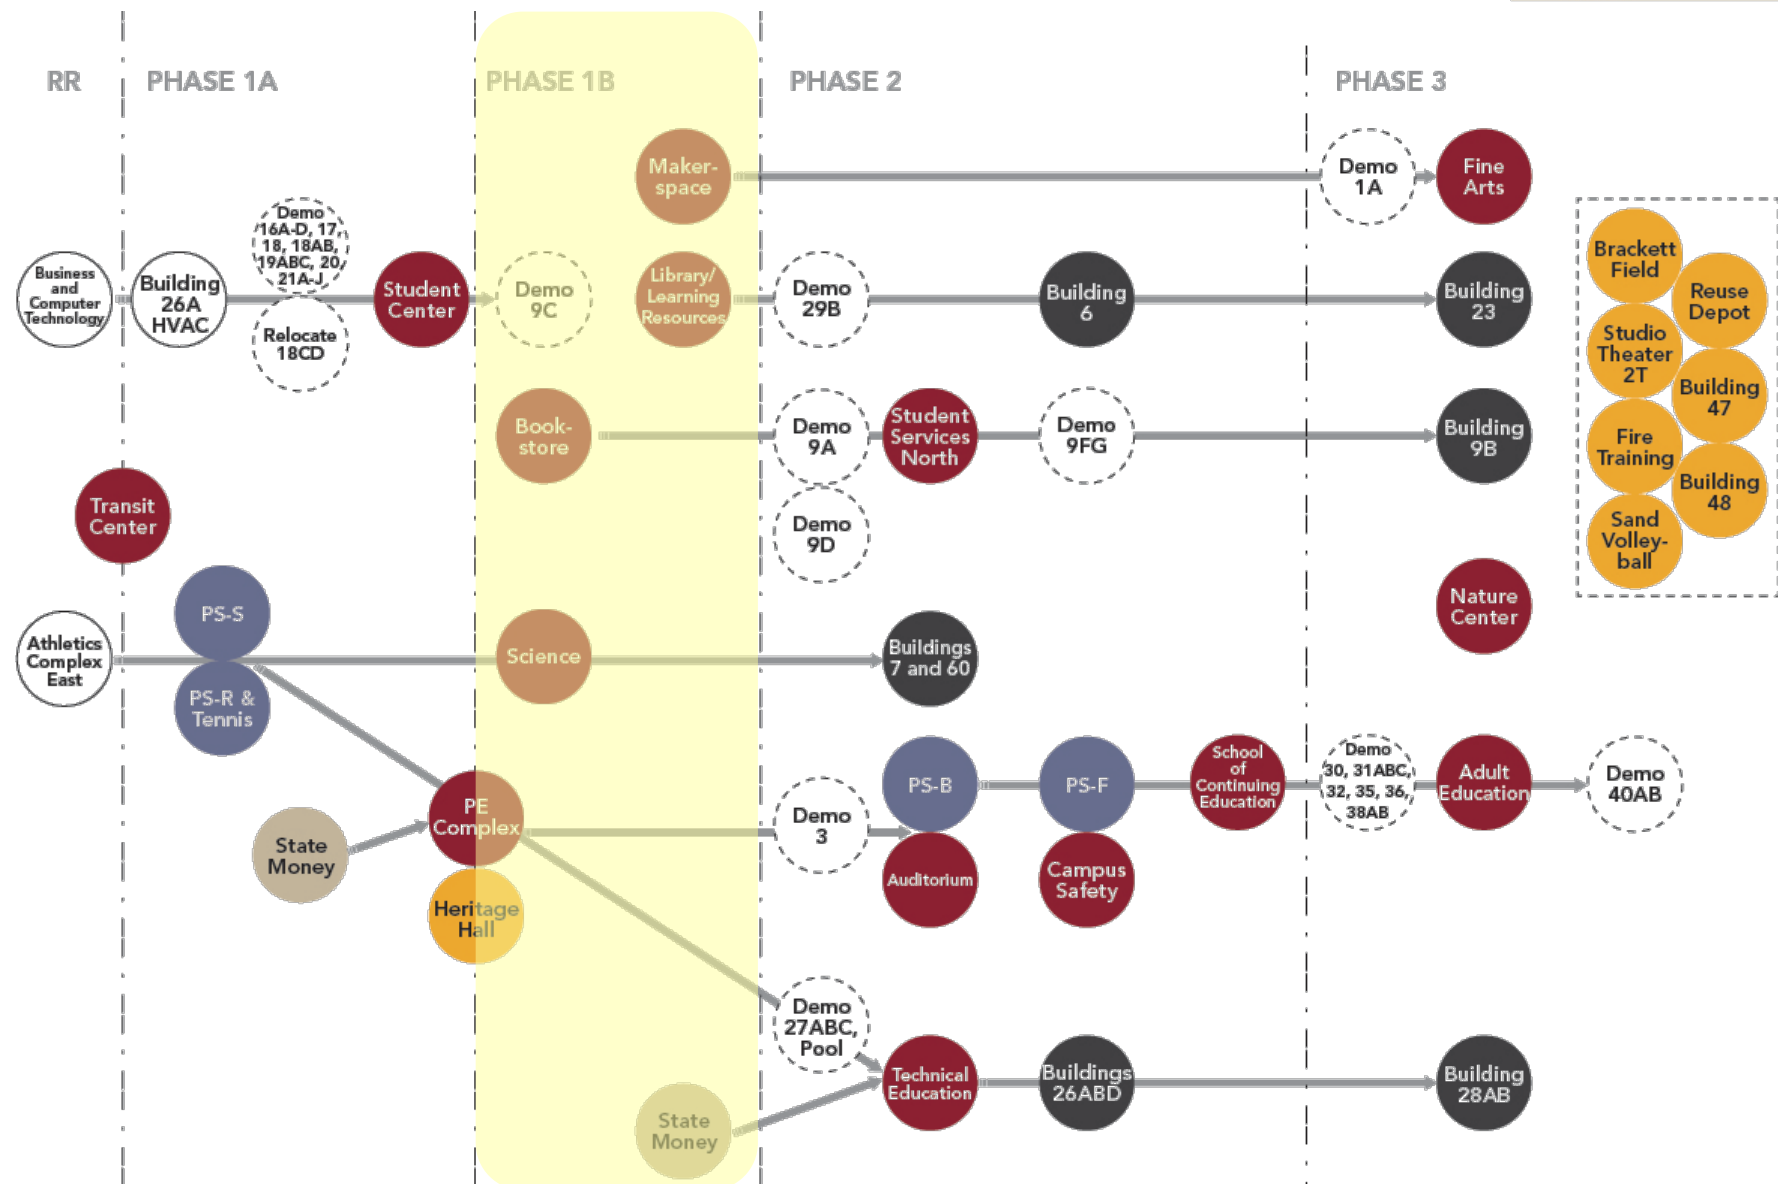 RR
PHASE 1A
PHASE 1B
PHASE 2
PHASE 3
Maker-
space
Demo
1A
Fine
Arts
Business
and
Computer
Technology
Building
26A
HVAC
Demo
16A-D, 17,
18, 18AB,
19ABC, 20,
21A-J
Relocate
18CD
Student
Center
Demo
9C
Library/
Learning
Resources
Demo
29B
Building
6
Building
23
Book-
store
Demo
9A
Student
Services
North
Demo
9FG
Building
9B
Demo
9D
Brackett
Field
Reuse
Depot
Studio
Theater
2T
Building
47
Fire
Training
Building
48
Sand
Volley-
ball
Transit
Center
Nature
Center
Athletics
Complex
East
PS-S
PS-R &
Tennis
Science
Buildings
7 and 60
State
Money
PE
Complex
Heritage
Hall
Demo
3
PS-B
Auditorium
PS-F
Campus
Safety
School
of
Continuing
Education
Demo
30, 31ABC,
32, 35, 36,
38AB
Adult
Education
Demo
40AB
Demo
27ABC,
Pool
State
Money
Technical
Education
Buildings
26ABD
Building
28AB